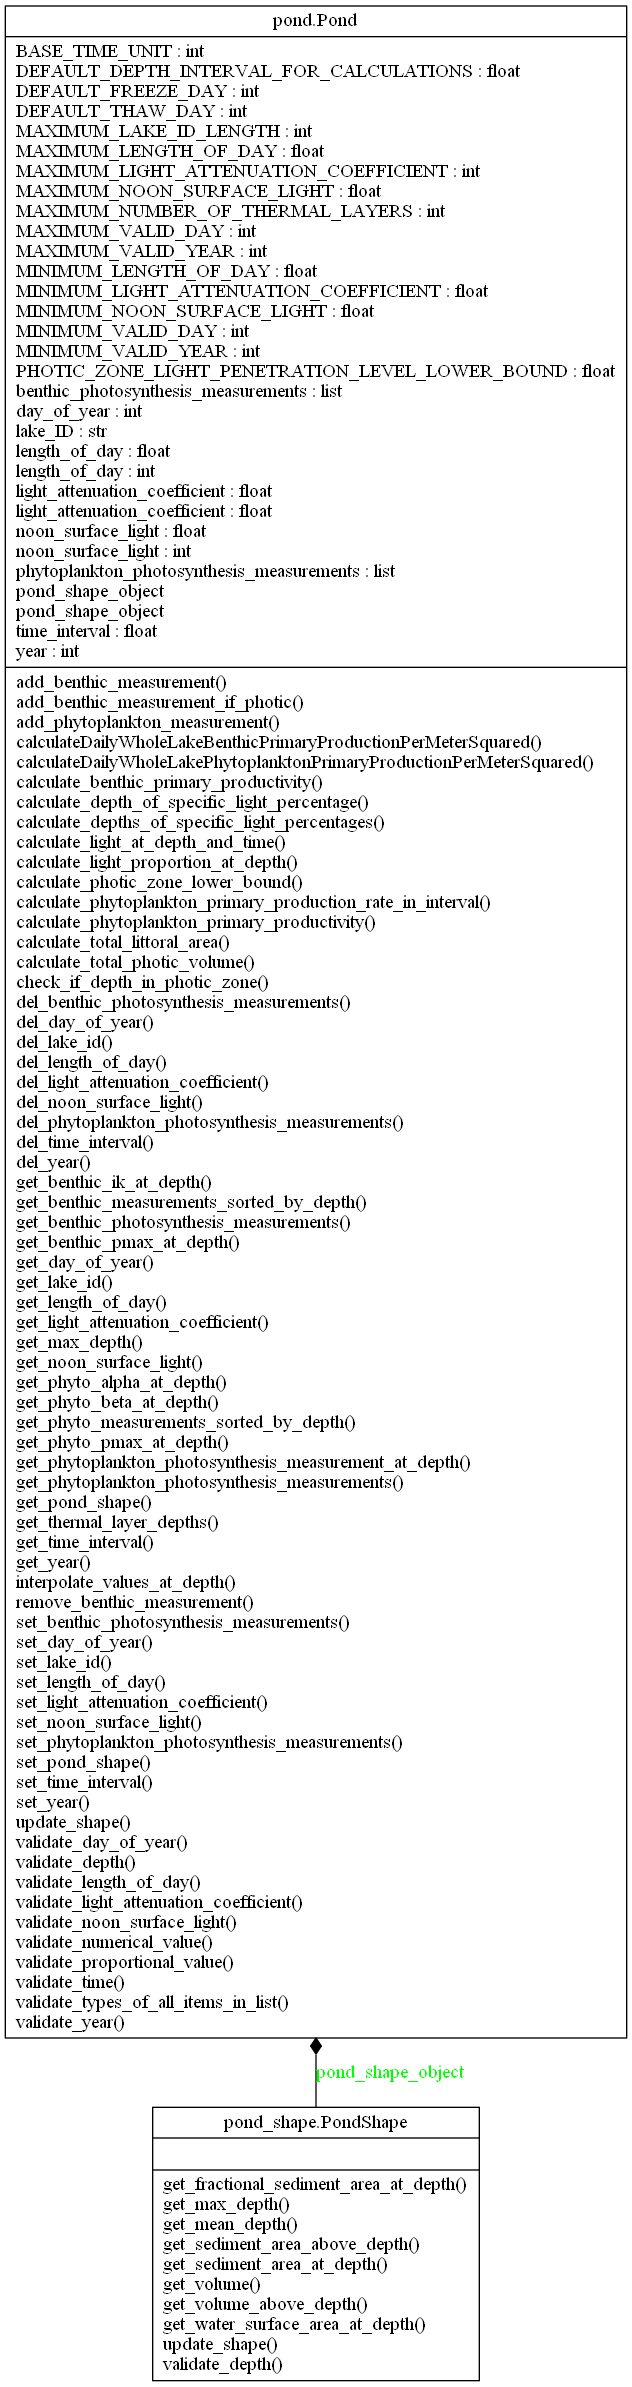 pond.Pond
BASE_TIME_UNIT : int
DEFAULT_DEPTH_INTERVAL_FOR_CALCULATIONS : float
DEFAULT_FREEZE_DAY : int
DEFAULT_THAW_DAY : int
MAXIMUM_LAKE_ID_LENGTH : int
MAXIMUM_LENGTH_OF_DAY : float
MAXIMUM_LIGHT_ATTENUATION_COEFFICIENT : int
MAXIMUM_NOON_SURFACE_LIGHT : float
MAXIMUM_NUMBER_OF_THERMAL_LAYERS : int
MAXIMUM_VALID_DAY : int
MAXIMUM_VALID_YEAR : int
MINIMUM_LENGTH_OF_DAY : float
MINIMUM_LIGHT_ATTENUATION_COEFFICIENT : float
MINIMUM_NOON_SURFACE_LIGHT : float
MINIMUM_VALID_DAY : int
MINIMUM_VALID_YEAR : int
PHOTIC_ZONE_LIGHT_PENETRATION_LEVEL_LOWER_BOUND : float
benthic_photosynthesis_measurements : list
day_of_year : int
lake_ID : str
length_of_day : float
length_of_day : int
light_attenuation_coefficient : float
light_attenuation_coefficient : float
noon_surface_light : float
noon_surface_light : int
phytoplankton_photosynthesis_measurements : list
pond_shape_object
pond_shape_object
time_interval : float
year : int
add_benthic_measurement()
add_benthic_measurement_if_photic()
add_phytoplankton_measurement()
calculateDailyWholeLakeBenthicPrimaryProductionPerMeterSquared()
calculateDailyWholeLakePhytoplanktonPrimaryProductionPerMeterSquared()
calculate_benthic_primary_productivity()
calculate_depth_of_specific_light_percentage()
calculate_depths_of_specific_light_percentages()
calculate_light_at_depth_and_time()
calculate_light_proportion_at_depth()
calculate_photic_zone_lower_bound()
calculate_phytoplankton_primary_production_rate_in_interval()
calculate_phytoplankton_primary_productivity()
calculate_total_littoral_area()
calculate_total_photic_volume()
check_if_depth_in_photic_zone()
del_benthic_photosynthesis_measurements()
del_day_of_year()
del_lake_id()
del_length_of_day()
del_light_attenuation_coefficient()
del_noon_surface_light()
del_phytoplankton_photosynthesis_measurements()
del_time_interval()
del_year()
get_benthic_ik_at_depth()
get_benthic_measurements_sorted_by_depth()
get_benthic_photosynthesis_measurements()
get_benthic_pmax_at_depth()
get_day_of_year()
get_lake_id()
get_length_of_day()
get_light_attenuation_coefficient()
get_max_depth()
get_noon_surface_light()
get_phyto_alpha_at_depth()
get_phyto_beta_at_depth()
get_phyto_measurements_sorted_by_depth()
get_phyto_pmax_at_depth()
get_phytoplankton_photosynthesis_measurement_at_depth()
get_phytoplankton_photosynthesis_measurements()
get_pond_shape()
get_thermal_layer_depths()
get_time_interval()
get_year()
interpolate_values_at_depth()
remove_benthic_measurement()
set_benthic_photosynthesis_measurements()
set_day_of_year()
set_lake_id()
set_length_of_day()
set_light_attenuation_coefficient()
set_noon_surface_light()
set_phytoplankton_photosynthesis_measurements()
set_pond_shape()
set_time_interval()
set_year()
update_shape()
validate_day_of_year()
validate_depth()
validate_length_of_day()
validate_light_attenuation_coefficient()
validate_noon_surface_light()
validate_numerical_value()
validate_proportional_value()
validate_time()
validate_types_of_all_items_in_list()
validate_year()
pond_shape_object
pond_shape.PondShape
get_fractional_sediment_area_at_depth()
get_max_depth()
get_mean_depth()
get_sediment_area_above_depth()
get_sediment_area_at_depth()
get_volume()
get_volume_above_depth()
get_water_surface_area_at_depth()
update_shape()
validate_depth()